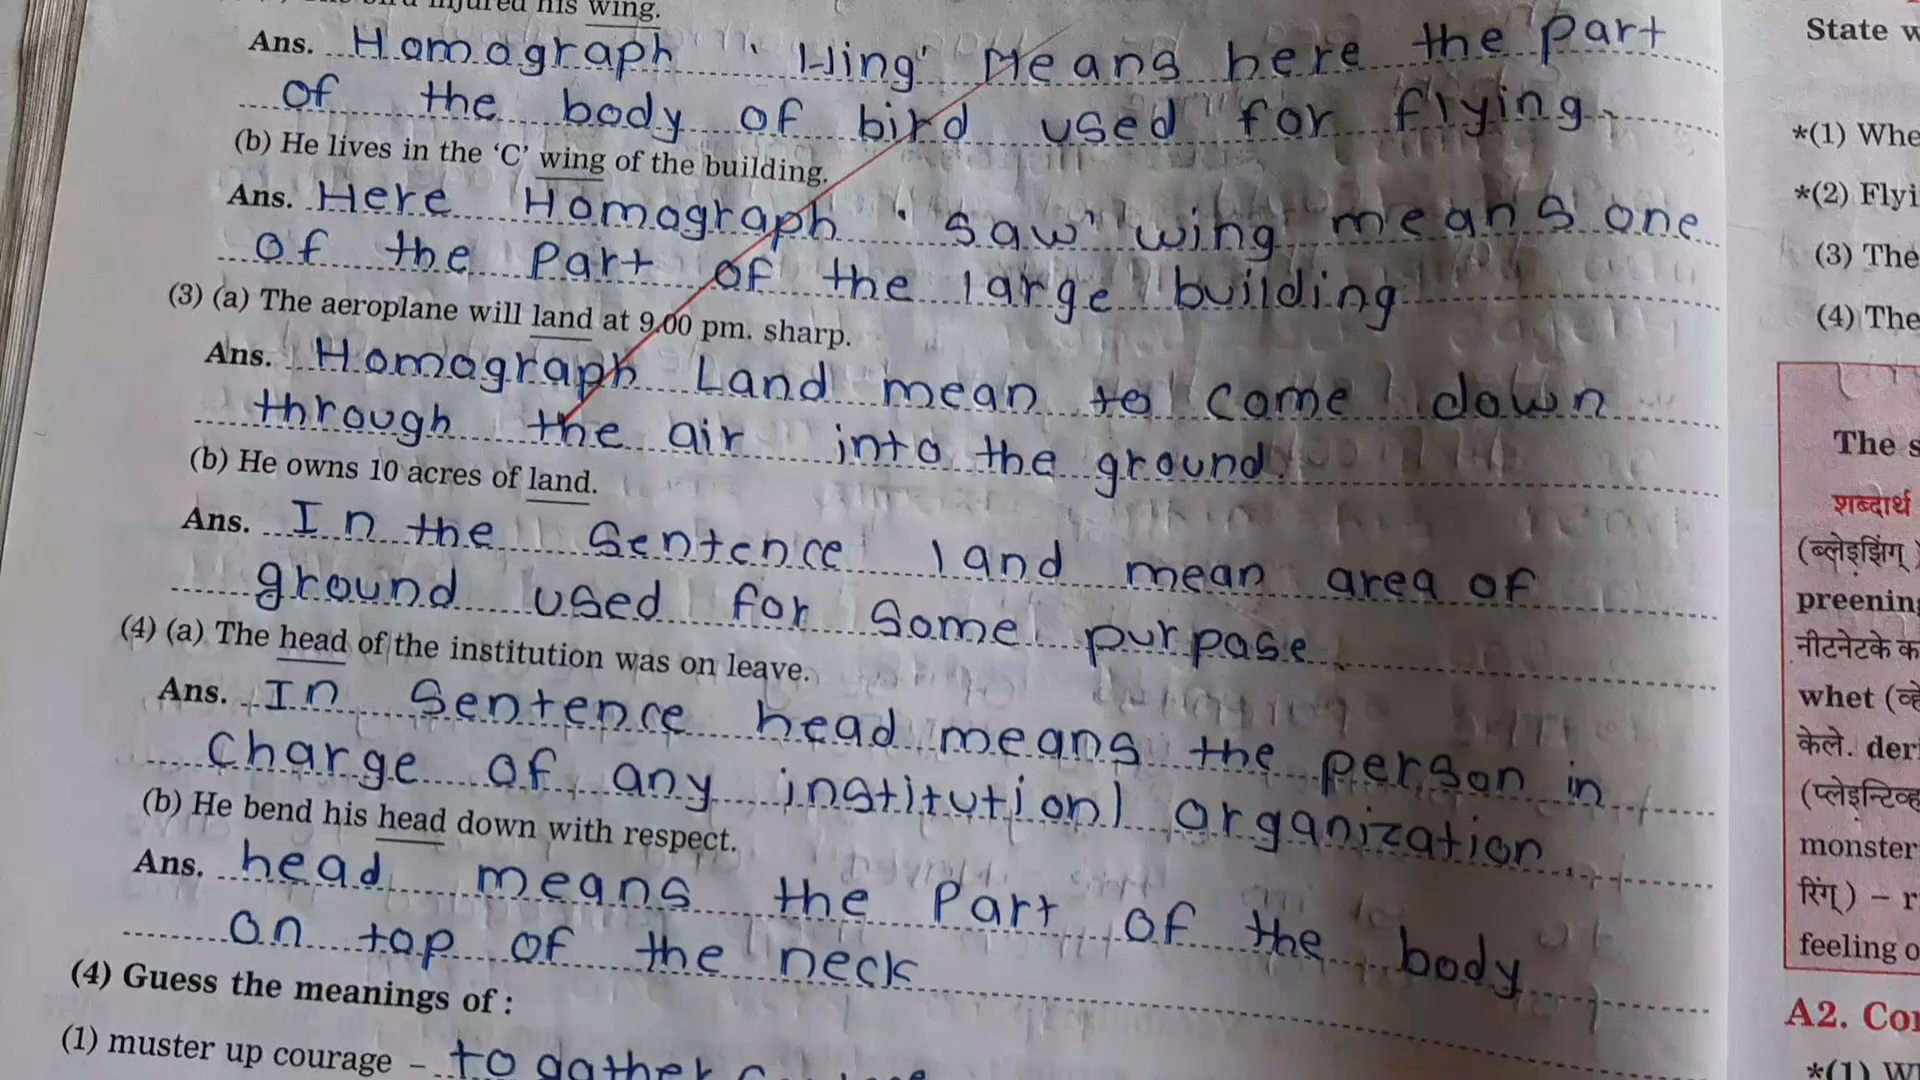 injured his wing.
Ans. Homograph 'Wing' Means here the part
of the body of bird used for flying.
(b) He lives in the 'C' wing of the building.
Ans. Here Homograph 'saw' wing means one
of the part of the large building
(3) (a) The aeroplane will land at 9.00 pm. sharp.
Ans. Homograph Land mean to come down
through the air into the ground.
(b) He owns 10 acres of land.
Ans. In the Sentence land mean area of
ground used for some purpose.
(4) (a) The head of the institution was on leave.
Ans. In Sentence head means the person in
Charge of any institution| organization.
(b) He bend his head down with respect.
Ans. head means the Part of the body
on top of the neck
(4) Guess the meanings of :
(1) muster up courage – to gather
State
*(1)
*(2)
(3) The
(4) The
The
शब्दार्थ
(ब्लेइझिंग्)
नीटनेटके
whet
केले.
monster
रिंग्) –
feeling
A2.
*(1)